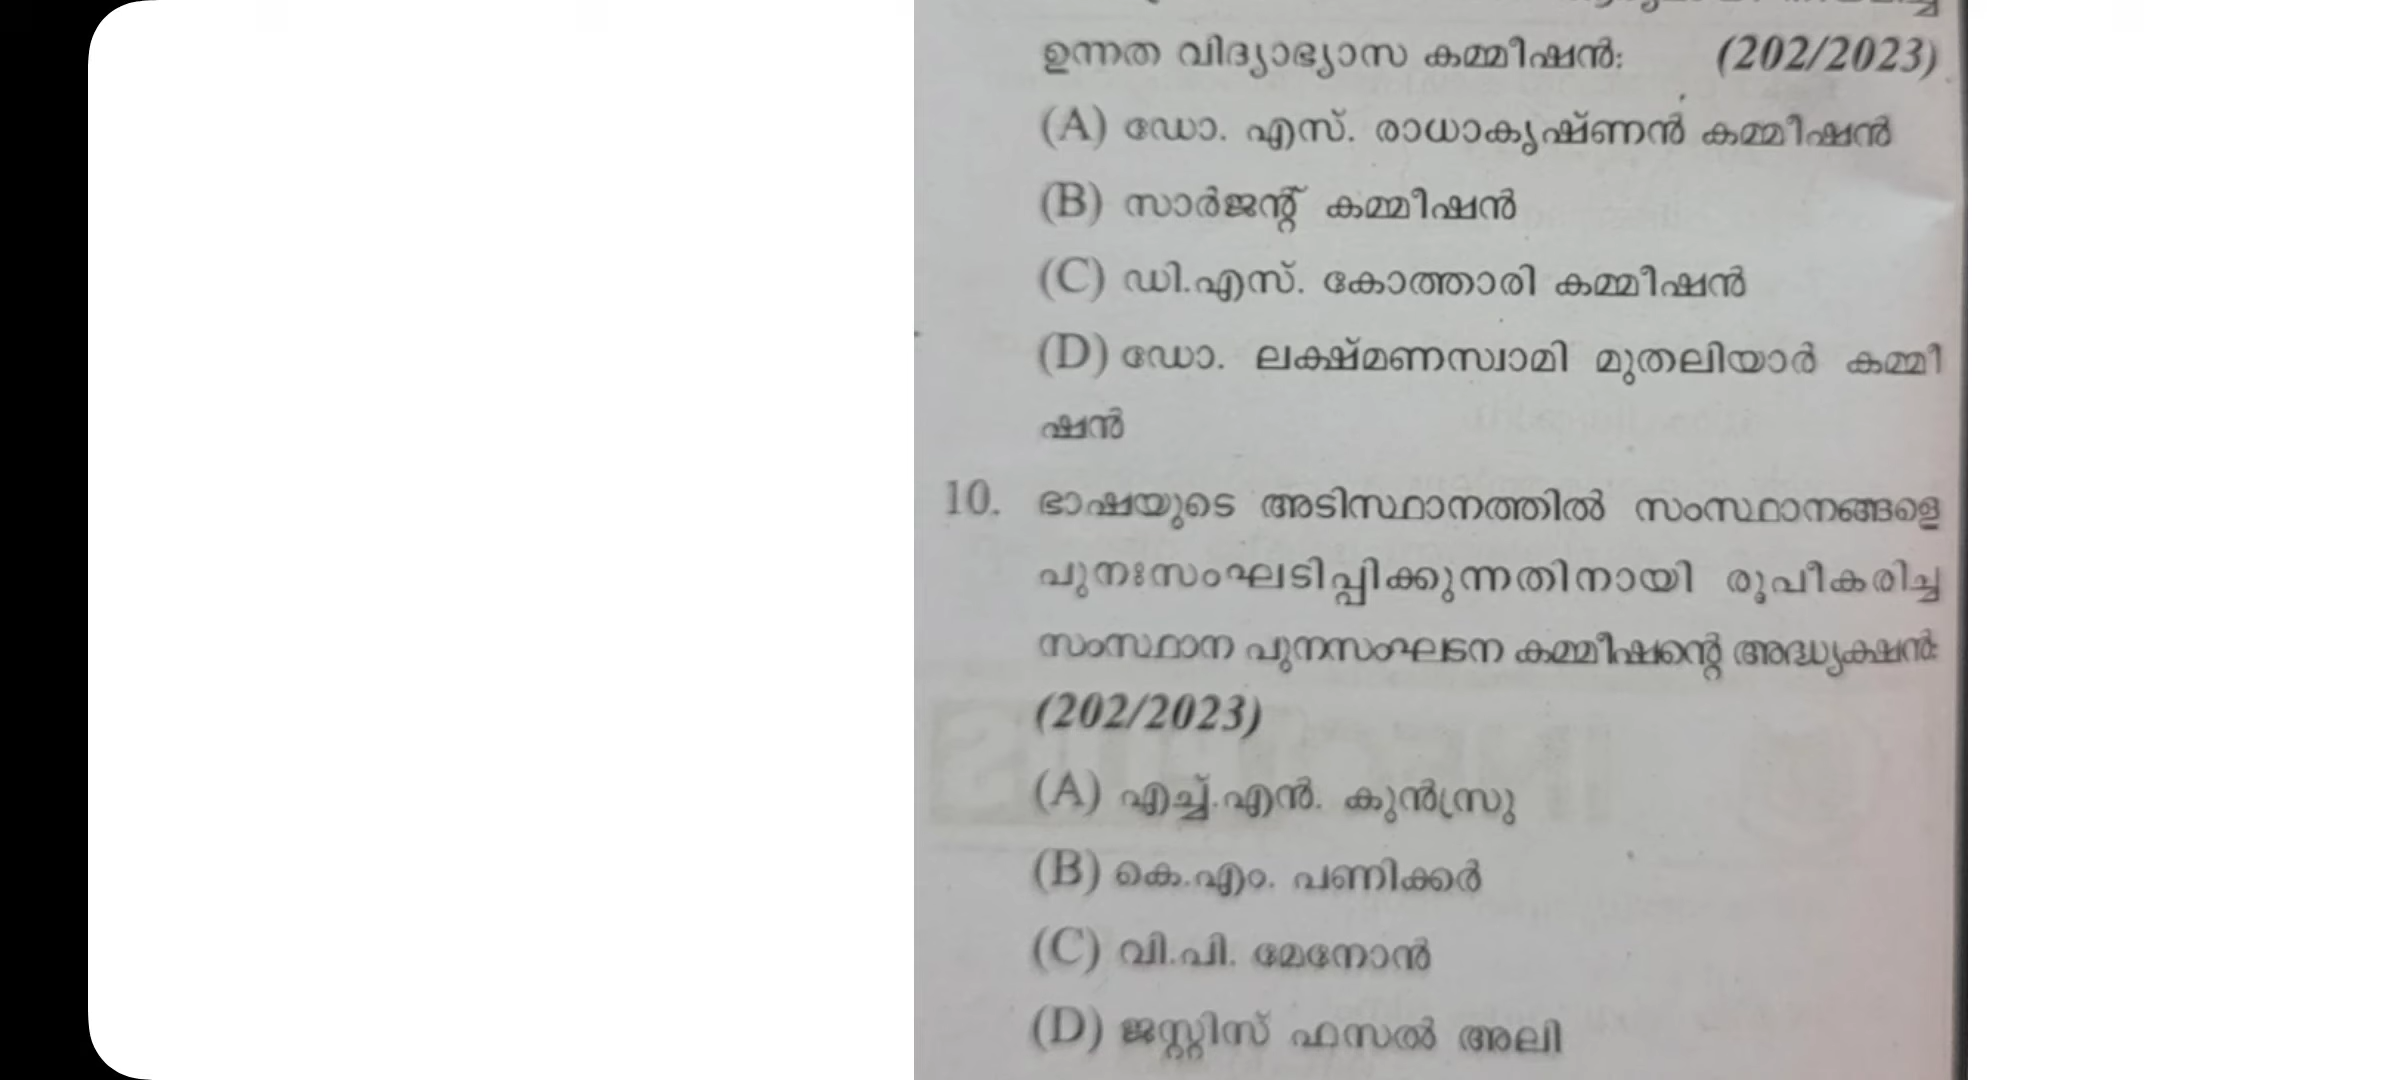 ഉന്നത വിദ്യാഭ്യാസ കമ്മീഷൻ: (202/2023)
(A) ഡോ. എസ്. രാധാകൃഷ്ണൻ കമ്മീഷൻ
(B) സാർജന്റ് കമ്മീഷൻ
(C) ഡി.എസ്. കോത്താരി കമ്മീഷൻ
(D) ഡോ. ലക്ഷ്മണസ്വാമി മുതലിയാർ കമ്മീ
ഷൻ
10. ഭാഷയുടെ അടിസ്ഥാനത്തിൽ സംസ്ഥാനങ്ങളെ
പുനഃസംഘടിപ്പിക്കുന്നതിനായി രൂപീകരിച്ച
സംസ്ഥാന പുനസംഘടന കമ്മീഷന്റെ അദ്ധ്യക്ഷൻ:
(202/2023)
(A) എച്ച്.എൻ. കുൻസ്രു
(B) കെ.എം. പണിക്കർ
(C) വി.പി. മേനോൻ
(D) ജസ്റ്റിസ് ഫസൽ അലി